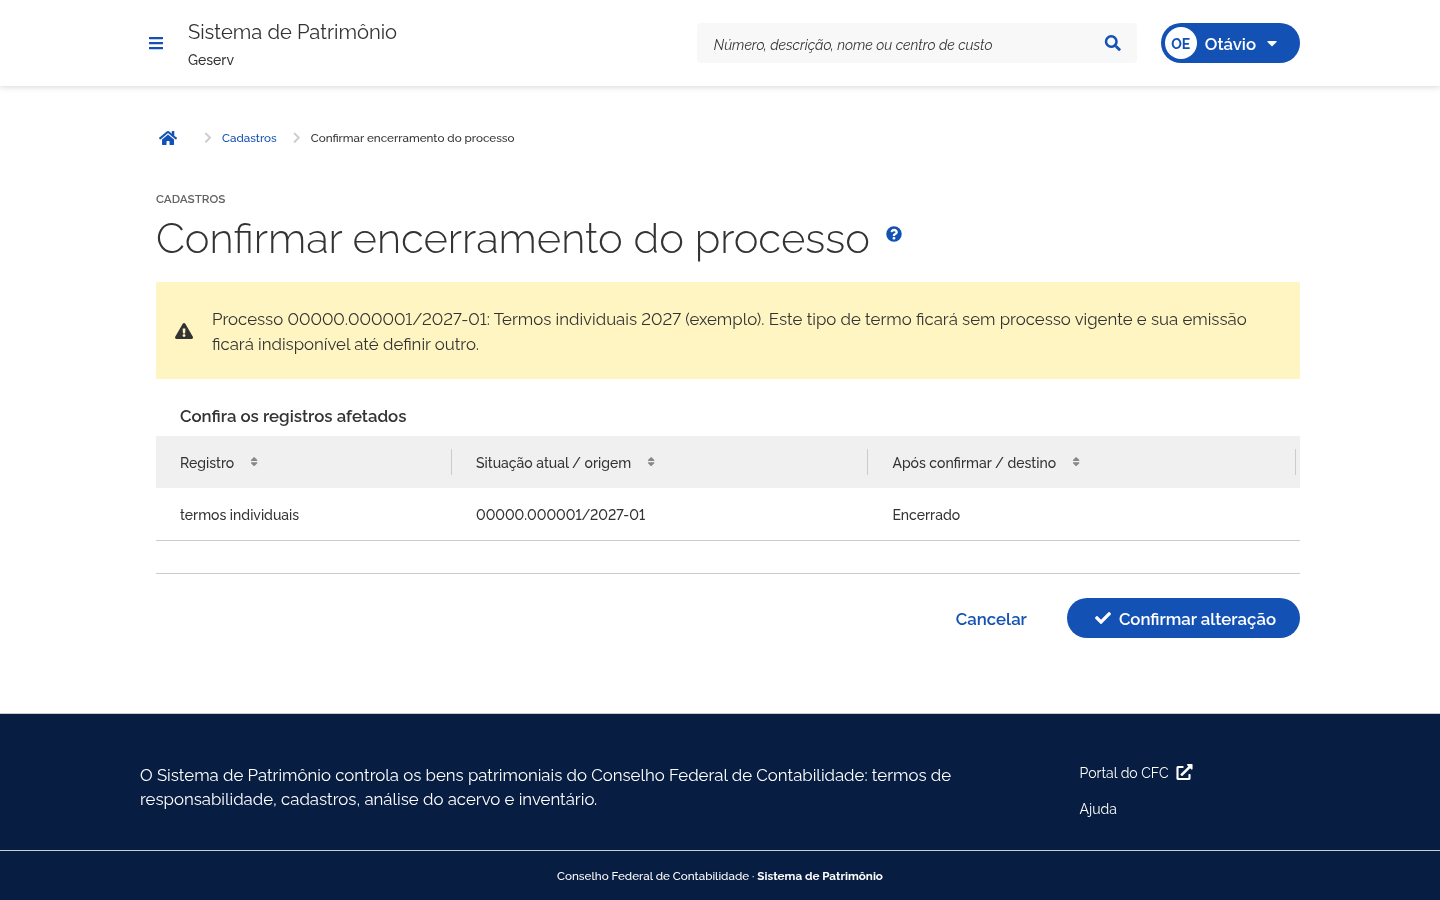 Sistema de Patrimônio
Geserv
Número, descrição, nome ou centro de custo
OE
Otávio
Cadastros
Confirmar encerramento do processo
CADASTROS
Confirmar encerramento do processo
Processo 00000.000001/2027-01: Termos individuais 2027 (exemplo). Este tipo de termo ficará sem processo vigente e sua emissão
ficará indisponível até definir outro.
Confira os registros afetados
Registro
Situação atual / origem
Após confirmar / destino
termos individuais
00000.000001/2027-01
Encerrado
Cancelar
Confirmar alteração
O Sistema de Patrimônio controla os bens patrimoniais do Conselho Federal de Contabilidade: termos de
responsabilidade, cadastros, análise do acervo e inventário.
Portal do CFC
Ajuda
Conselho Federal de Contabilidade · Sistema de Patrimônio